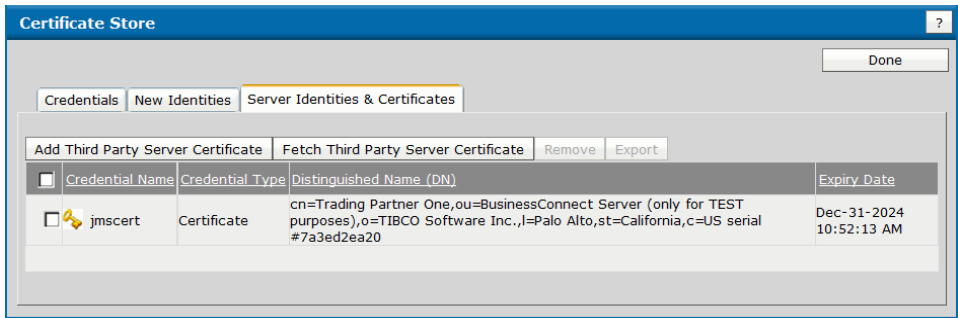 Certificate Store
?
Done
Credentials
New Identities
Server Identities & Certificates
Add Third Party Server Certificate
Fetch Third Party Server Certificate
Remove
Export
Credential Name Credential Type Distinguished Name (DN) Expiry Date
cn=Trading Partner One,ou=BusinessConnect Server (only for TEST
jmscert Certificate purposes),o=TIBCO Software Inc.,l=Palo Alto,st=California,c=US serial
#7a3ed2ea20
Dec-31-2024
10:52:13 AM